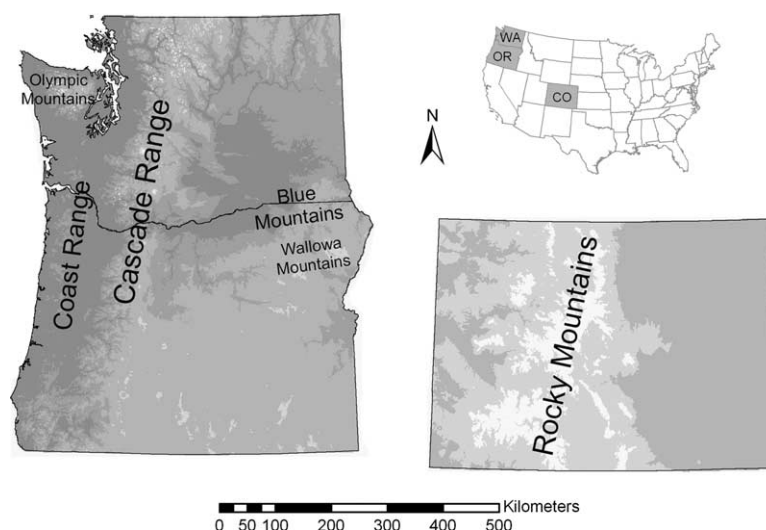 Olympic
Mountains
Coast Range
Cascade Range
Blue
Mountains
Wallowa
Mountains
WA
OR
CO
N
Rocky Mountains
Kilometers
0 50 100 200 300 400 500